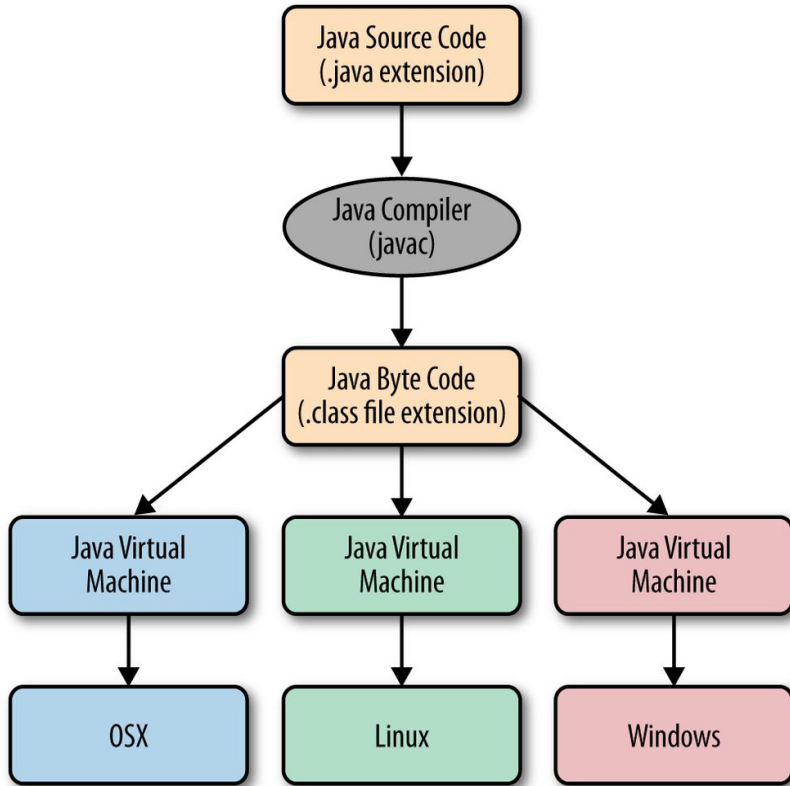 Java Source Code
(.java extension)
Java Compiler
(javac)
Java Byte Code
(.class file extension)
Java Virtual
Machine
Java Virtual
Machine
Java Virtual
Machine
OSX
Linux
Windows